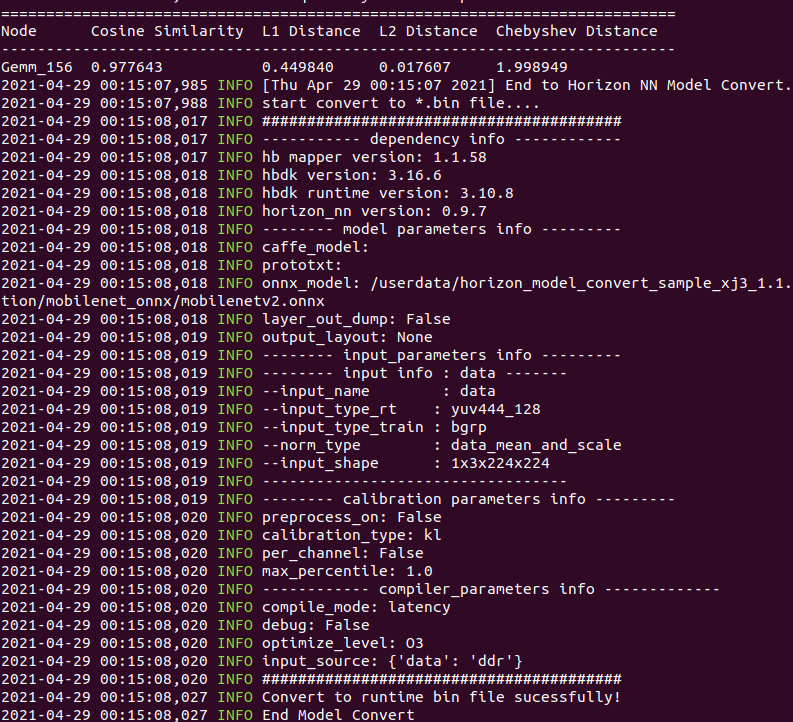 ===========================================================================
Node      Cosine Similarity  L1 Distance  L2 Distance  Chebyshev Distance
---------------------------------------------------------------------------
Gemm_156  0.977643           0.449840     0.017607     1.998949
2021-04-29 00:15:07,985 INFO [Thu Apr 29 00:15:07 2021] End to Horizon NN Model Convert.
2021-04-29 00:15:07,988 INFO start convert to *.bin file....
2021-04-29 00:15:08,017 INFO ########################################
2021-04-29 00:15:08,017 INFO ----------- dependency info ------------
2021-04-29 00:15:08,017 INFO hb mapper version: 1.1.58
2021-04-29 00:15:08,018 INFO hbdk version: 3.16.6
2021-04-29 00:15:08,018 INFO hbdk runtime version: 3.10.8
2021-04-29 00:15:08,018 INFO horizon_nn version: 0.9.7
2021-04-29 00:15:08,018 INFO -------- model parameters info ---------
2021-04-29 00:15:08,018 INFO caffe_model:
2021-04-29 00:15:08,018 INFO prototxt:
2021-04-29 00:15:08,018 INFO onnx_model: /userdata/horizon_model_convert_sample_xj3_1.1.
tion/mobilenet_onnx/mobilenetv2.onnx
2021-04-29 00:15:08,018 INFO layer_out_dump: False
2021-04-29 00:15:08,019 INFO output_layout: None
2021-04-29 00:15:08,019 INFO -------- input_parameters info ---------
2021-04-29 00:15:08,019 INFO -------- input info : data -------
2021-04-29 00:15:08,019 INFO --input_name        : data
2021-04-29 00:15:08,019 INFO --input_type_rt    : yuv444_128
2021-04-29 00:15:08,019 INFO --input_type_train : bgrp
2021-04-29 00:15:08,019 INFO --norm_type        : data_mean_and_scale
2021-04-29 00:15:08,019 INFO --input_shape      : 1x3x224x224
2021-04-29 00:15:08,019 INFO ----------------------------------
2021-04-29 00:15:08,019 INFO -------- calibration parameters info ---------
2021-04-29 00:15:08,020 INFO preprocess_on: False
2021-04-29 00:15:08,020 INFO calibration_type: kl
2021-04-29 00:15:08,020 INFO per_channel: False
2021-04-29 00:15:08,020 INFO max_percentile: 1.0
2021-04-29 00:15:08,020 INFO ------------ compiler_parameters info -------------
2021-04-29 00:15:08,020 INFO compile_mode: latency
2021-04-29 00:15:08,020 INFO debug: False
2021-04-29 00:15:08,020 INFO optimize_level: O3
2021-04-29 00:15:08,020 INFO input_source: {'data': 'ddr'}
2021-04-29 00:15:08,020 INFO ########################################
2021-04-29 00:15:08,027 INFO Convert to runtime bin file sucessfully!
2021-04-29 00:15:08,027 INFO End Model Convert